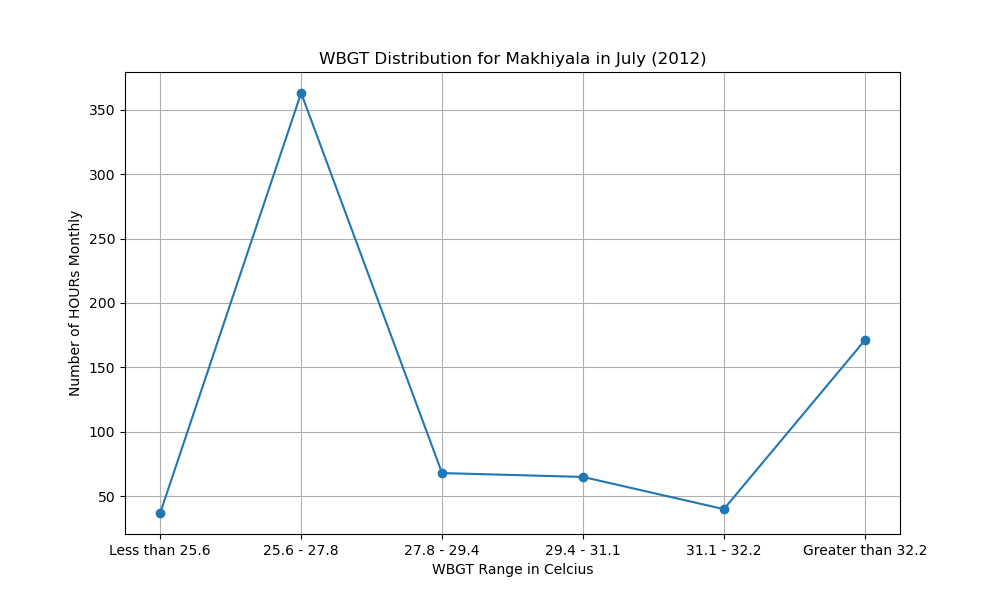 WBGT Distribution for Makhiyala in July (2012)
Number of HOURs Monthly
350
300
250
200
150
100
50
Less than 25.6
25.6 - 27.8
27.8 - 29.4
29.4 - 31.1
31.1 - 32.2
Greater than 32.2
WBGT Range in Celcius